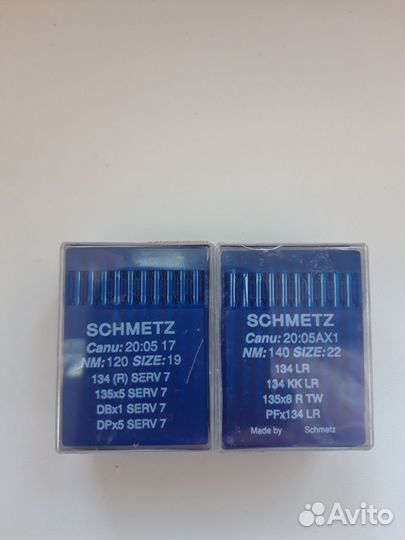 SCHMETZ
Canu: 20:05 17
NM: 120 SIZE: 19
134 (R) SERV 7
135x5 SERV 7
DBx1 SERV 7
DPx5 SERV 7
SCHMETZ
Canu: 20:05AX1
NM: 140 SIZE: 22
134 LR
134 KK LR
135x8 R TW
PFx134 LR
Made by Schmetz
Avito